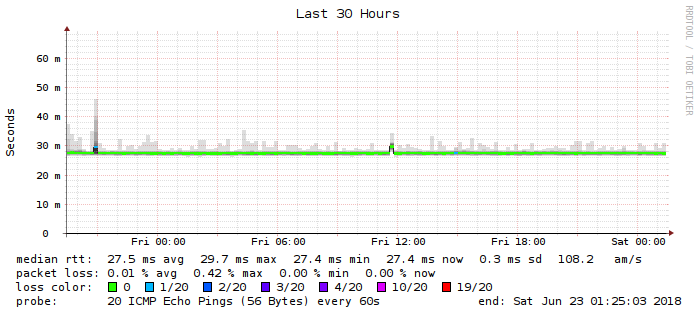 Last 30 Hours
RRDTOOL / TOBI OETIKER
Seconds
60 m
50 m
40 m
30 m
20 m
10 m
0
Fri 00:00 Fri 06:00 Fri 12:00 Fri 18:00 Sat 00:00
median rtt: 27.5 ms avg 29.7 ms max 27.4 ms min 27.4 ms now 0.3 ms sd 108.2 am/s
packet loss: 0.01 % avg 0.42 % max 0.00 % min 0.00 % now
loss color: 0 1/20 2/20 3/20 4/20 10/20 19/20
probe: 20 ICMP Echo Pings (56 Bytes) every 60s end: Sat Jun 23 01:25:03 2018